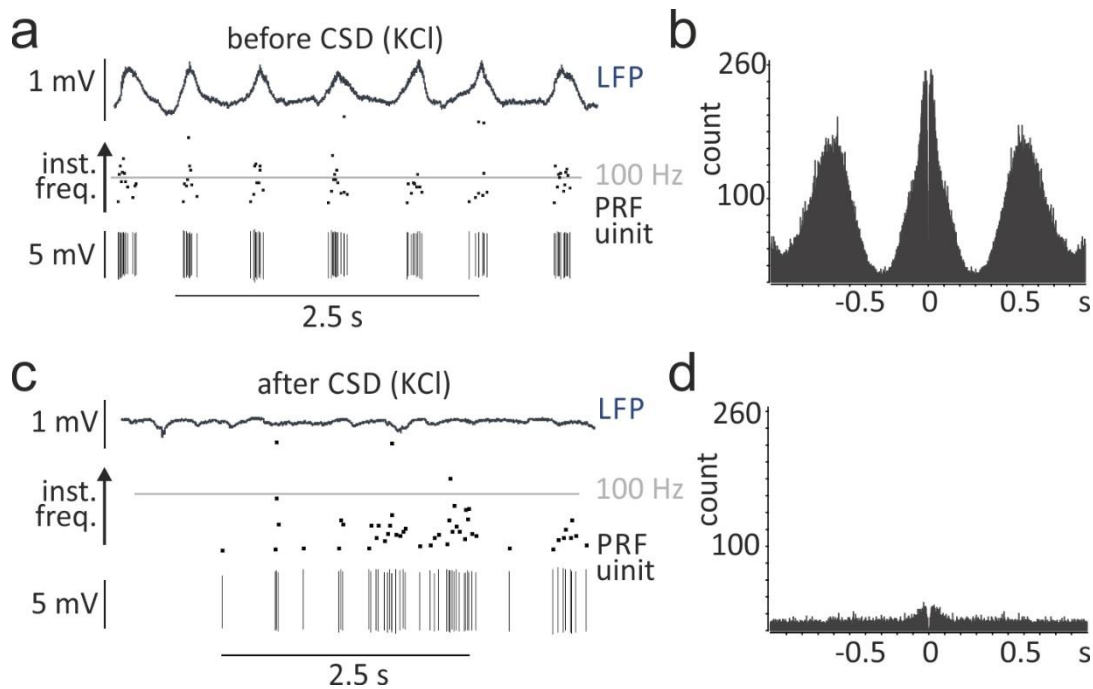 a
before CSD (KCl)
1 mV
LFP
inst.
freq.
100 Hz
PRF
uinit
5 mV
2.5 s
b
260
count
100
-0.5 0 0.5 s
c
after CSD (KCl)
1 mV
LFP
inst.
freq.
100 Hz
PRF
uinit
5 mV
2.5 s
d
260
count
100
-0.5 0 0.5 s